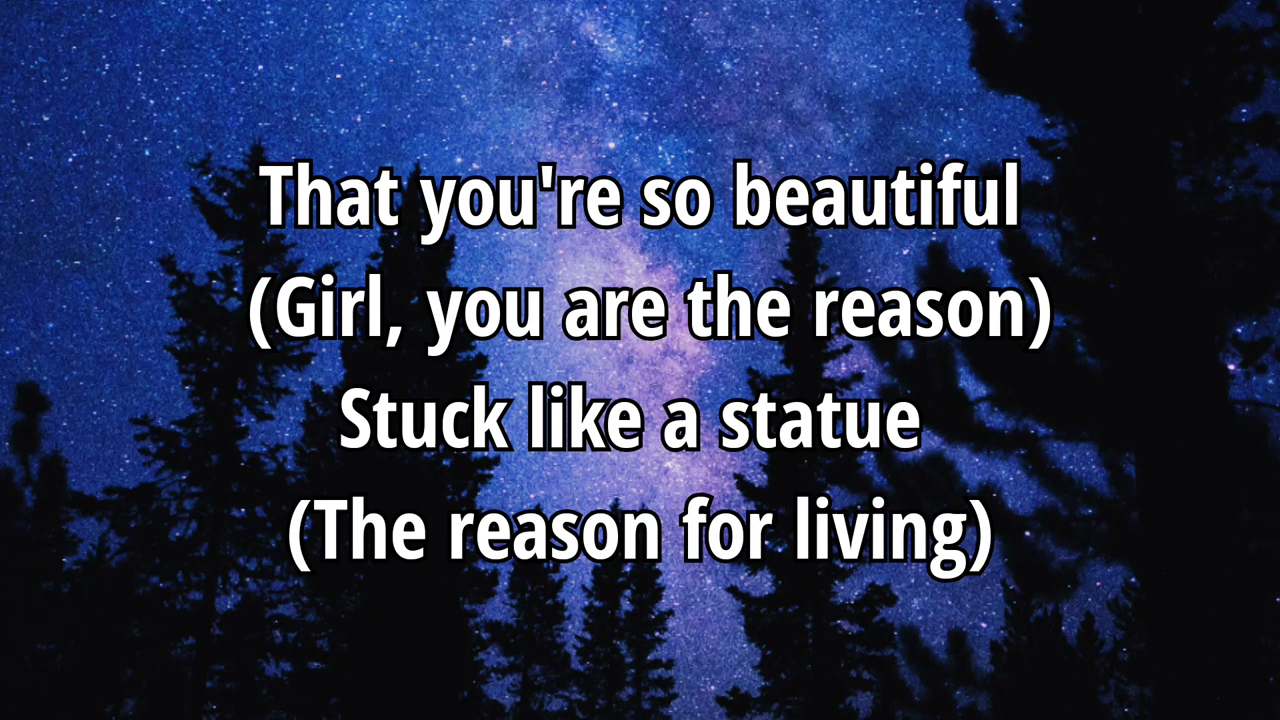 That you're so beautiful
(Girl, you are the reason)
Stuck like a statue
(The reason for living)